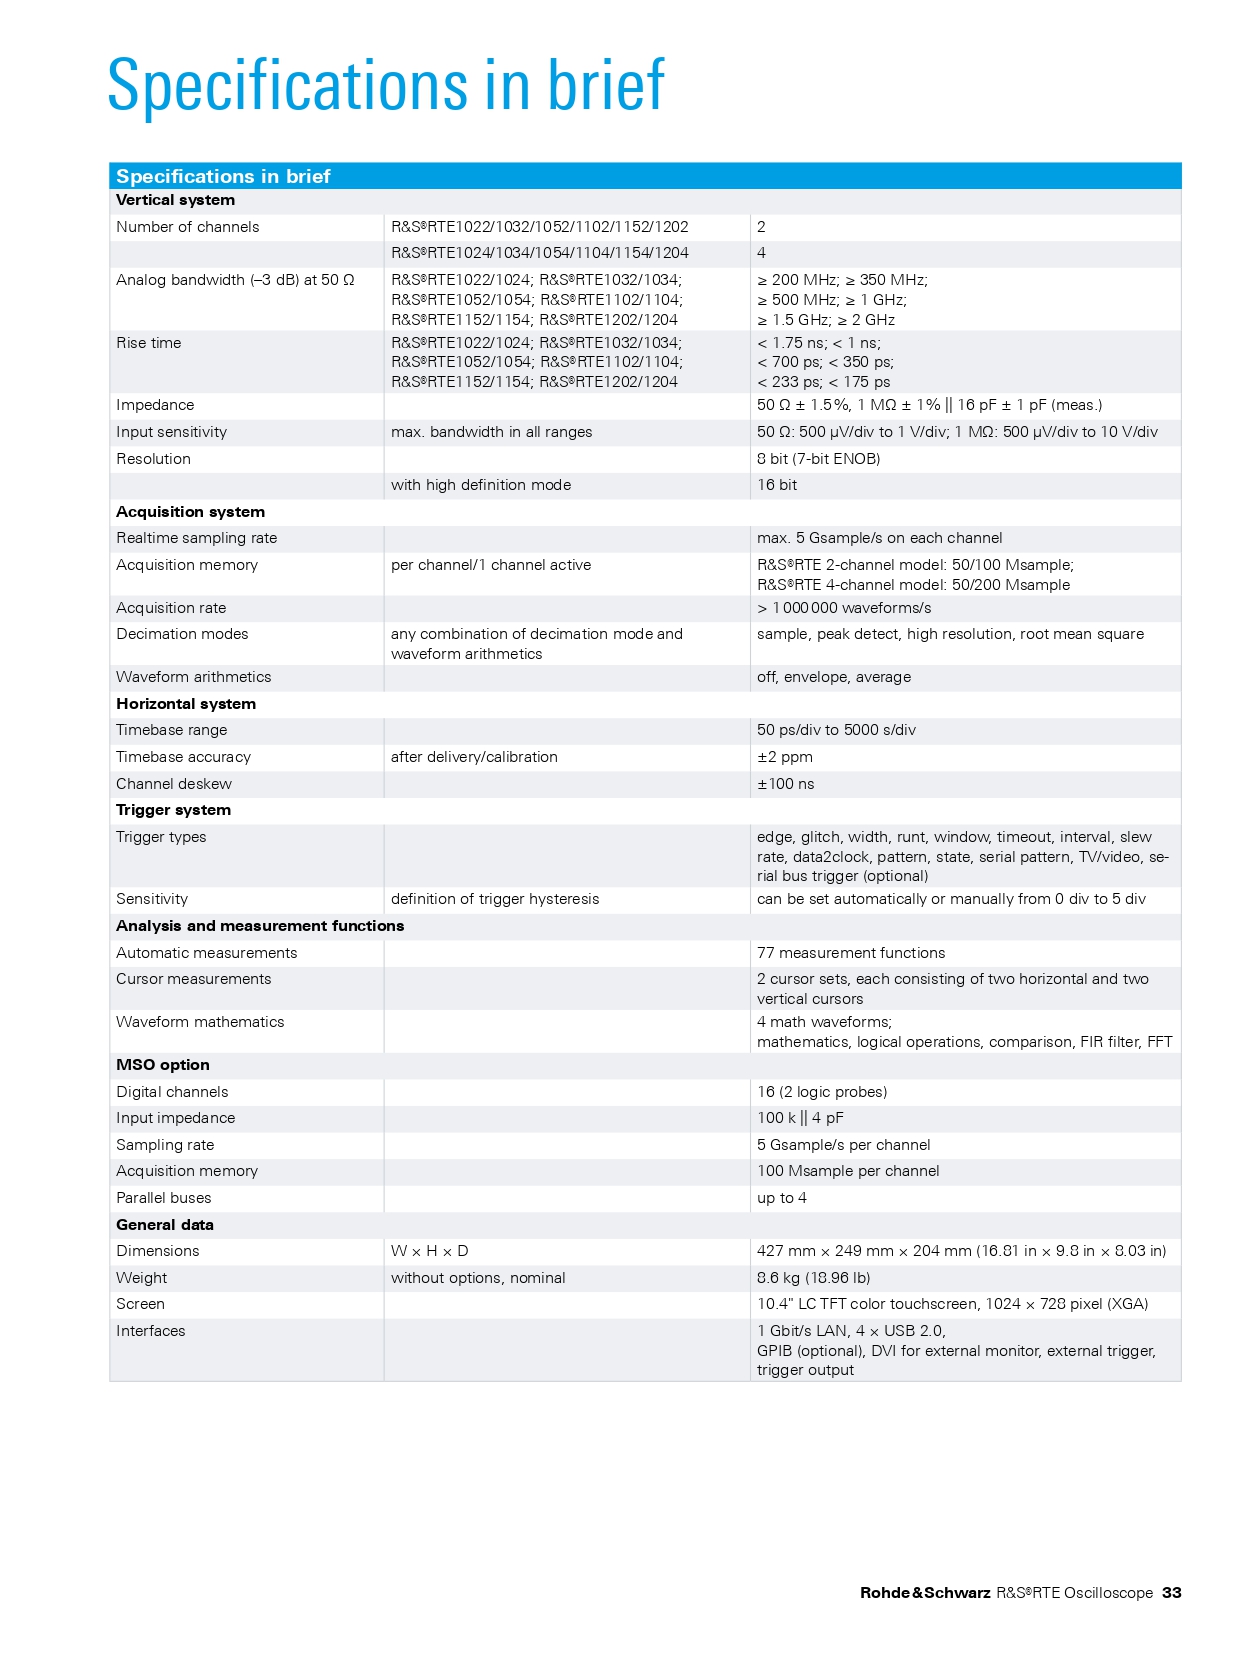 Specifications in brief
Specifications in brief
Vertical system
Number of channels R&S®RTE1022/1032/1052/1102/1152/1202 2
R&S®RTE1024/1034/1054/1104/1154/1204 4
Analog bandwidth (–3 dB) at 50 Ω R&S®RTE1022/1024; R&S®RTE1032/1034; ≥ 200 MHz; ≥ 350 MHz;
R&S®RTE1052/1054; R&S®RTE1102/1104; ≥ 500 MHz; ≥ 1 GHz;
R&S®RTE1152/1154; R&S®RTE1202/1204 ≥ 1.5 GHz; ≥ 2 GHz
Rise time R&S®RTE1022/1024; R&S®RTE1032/1034; < 1.75 ns; < 1 ns;
R&S®RTE1052/1054; R&S®RTE1102/1104; < 700 ps; < 350 ps;
R&S®RTE1152/1154; R&S®RTE1202/1204 < 233 ps; < 175 ps
Impedance 50 Ω ± 1.5 %, 1 MΩ ± 1 % || 16 pF ± 1 pF (meas.)
Input sensitivity max. bandwidth in all ranges 50 Ω: 500 µV/div to 1 V/div; 1 MΩ: 500 µV/div to 10 V/div
Resolution 8 bit (7-bit ENOB)
with high definition mode 16 bit
Acquisition system
Realtime sampling rate max. 5 Gsample/s on each channel
Acquisition memory per channel/1 channel active R&S®RTE 2-channel model: 50/100 Msample;
R&S®RTE 4-channel model: 50/200 Msample
Acquisition rate > 1 000 000 waveforms/s
Decimation modes any combination of decimation mode and sample, peak detect, high resolution, root mean square
waveform arithmetics
Waveform arithmetics off, envelope, average
Horizontal system
Timebase range 50 ps/div to 5000 s/div
Timebase accuracy after delivery/calibration ±2 ppm
Channel deskew ±100 ns
Trigger system
Trigger types edge, glitch, width, runt, window, timeout, interval, slew
rate, data2clock, pattern, state, serial pattern, TV/video, se-
rial bus trigger (optional)
Sensitivity definition of trigger hysteresis can be set automatically or manually from 0 div to 5 div
Analysis and measurement functions
Automatic measurements 77 measurement functions
Cursor measurements 2 cursor sets, each consisting of two horizontal and two
vertical cursors
Waveform mathematics 4 math waveforms;
mathematics, logical operations, comparison, FIR filter, FFT
MSO option
Digital channels 16 (2 logic probes)
Input impedance 100 k || 4 pF
Sampling rate 5 Gsample/s per channel
Acquisition memory 100 Msample per channel
Parallel buses up to 4
General data
Dimensions W × H × D 427 mm × 249 mm × 204 mm (16.81 in × 9.8 in × 8.03 in)
Weight without options, nominal 8.6 kg (18.96 lb)
Screen 10.4" LC TFT color touchscreen, 1024 × 728 pixel (XGA)
Interfaces 1 Gbit/s LAN, 4 × USB 2.0,
GPIB (optional), DVI for external monitor, external trigger,
trigger output
Rohde & Schwarz R&S®RTE Oscilloscope 33